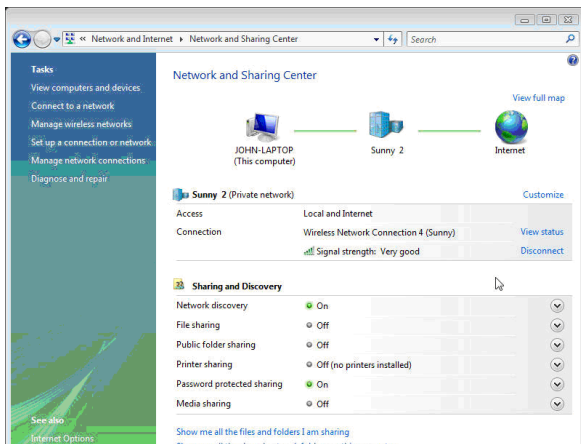 « Network and Internet ▸ Network and Sharing Center
Search
Tasks
View computers and devices
Connect to a network
Manage wireless networks
Set up a connection or network
Manage network connections
Diagnose and repair
See also
Internet Options
Network and Sharing Center
View full map
JOHN-LAPTOP
(This computer)
Sunny 2
Internet
Sunny 2 (Private network)
Customize
Access Local and Internet
Connection Wireless Network Connection 4 (Sunny) View status
Signal strength: Very good Disconnect
Sharing and Discovery
Network discovery On
File sharing Off
Public folder sharing Off
Printer sharing Off (no printers installed)
Password protected sharing On
Media sharing Off
Show me all the files and folders I am sharing